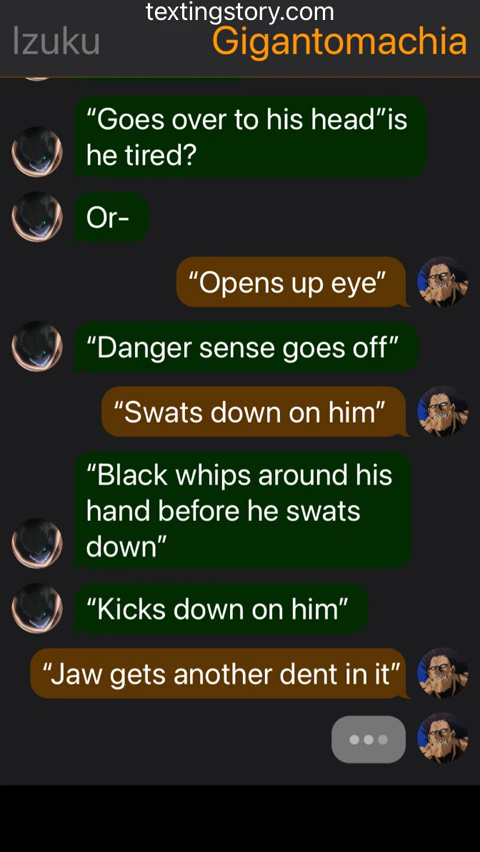 textingstory.com
Izuku
Gigantomachia
“Goes over to his head”is
he tired?
Or-
“Opens up eye”
“Danger sense goes off”
“Swats down on him”
“Black whips around his
hand before he swats
down”
“Kicks down on him”
“Jaw gets another dent in it”